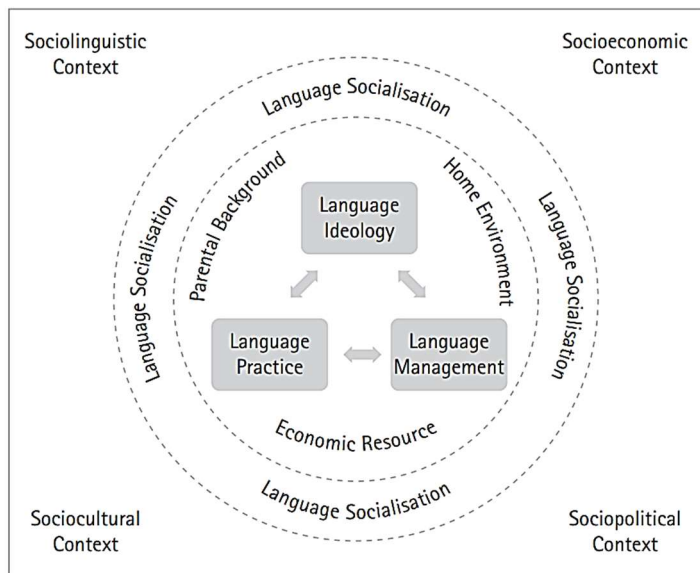 Sociolinguistic
Context
Socioeconomic
Context
Language Socialisation
Parental Background
Home Environment
Language
Ideology
Language Socialisation
Language Socialisation
Language
Practice
Language
Management
Economic Resource
Language Socialisation
Sociocultural
Context
Sociopolitical
Context